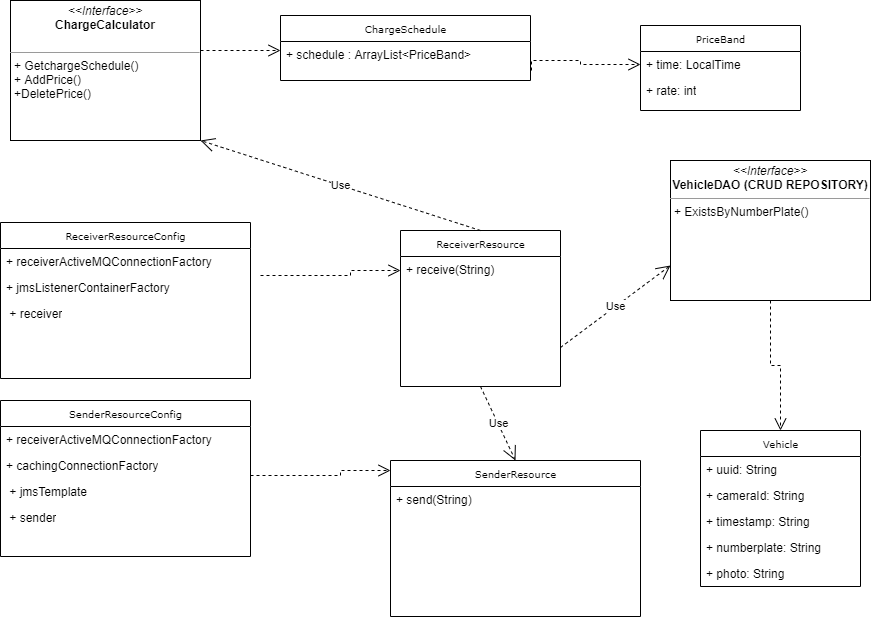 <<Interface>>
ChargeCalculator
+ GetchargeSchedule()
+ AddPrice()
+DeletePrice()
ChargeSchedule
+ schedule : ArrayList<PriceBand>
PriceBand
+ time: LocalTime
+ rate: int
Use
<<Interface>>
VehicleDAO (CRUD REPOSITORY)
+ ExistsByNumberPlate()
ReceiverResourceConfig
+ receiverActiveMQConnectionFactory
+ jmsListenerContainerFactory
+ receiver
ReceiverResource
+ receive(String)
Use
SenderResourceConfig
+ receiverActiveMQConnectionFactory
+ cachingConnectionFactory
+ jmsTemplate
+ sender
Use
SenderResource
+ send(String)
Vehicle
+ uuid: String
+ cameraId: String
+ timestamp: String
+ numberplate: String
+ photo: String